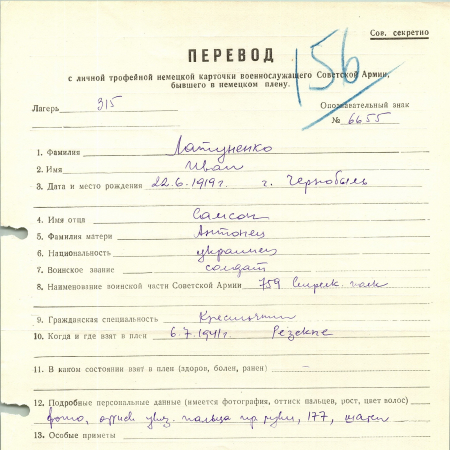 Сов. секретно
156
ПЕРЕВОД
с личной трофейной немецкой карточки военнослужащего Советской Армии,
бывшего в немецком плену.
Лагерь 315
Опознавательный знак
№ 6655
1. Фамилия Латуненко
2. Имя Иван
3. Дата и место рождения 22.6.1919г. г. Чернобыль
4. Имя отца Самсон
5. Фамилия матери Антонец
6. Национальность украинец
7. Воинское звание солдат
8. Наименование воинской части Советской Армии 759 Стрелк. полк
9. Гражданская специальность Крестьянин
10. Когда и где взят в плен 6.7.1941г. Резекне
11. В каком состоянии взят в плен (здоров, болен, ранен) –
12. Подробные персональные данные (имеется фотография, оттиск пальцев, рост, цвет волос)
фото, оттиск указ. пальца пр. руки, 177,
13. Особые приметы